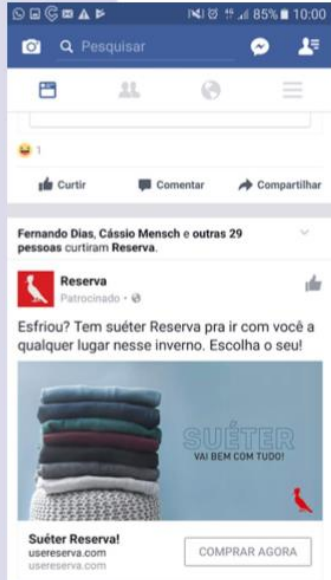 85% 10:00
Pesquisar
1
Curtir Comentar Compartilhar
Fernando Dias, Cássio Mensch e outras 29
pessoas curtiram Reserva.
Reserva
Patrocinado
Esfriou? Tem suéter Reserva pra ir com você a
qualquer lugar nesse inverno. Escolha o seu!
SUÉTER
VAI BEM COM TUDO!
Suéter Reserva!
usereserva.com
usereserva.com
COMPRAR AGORA